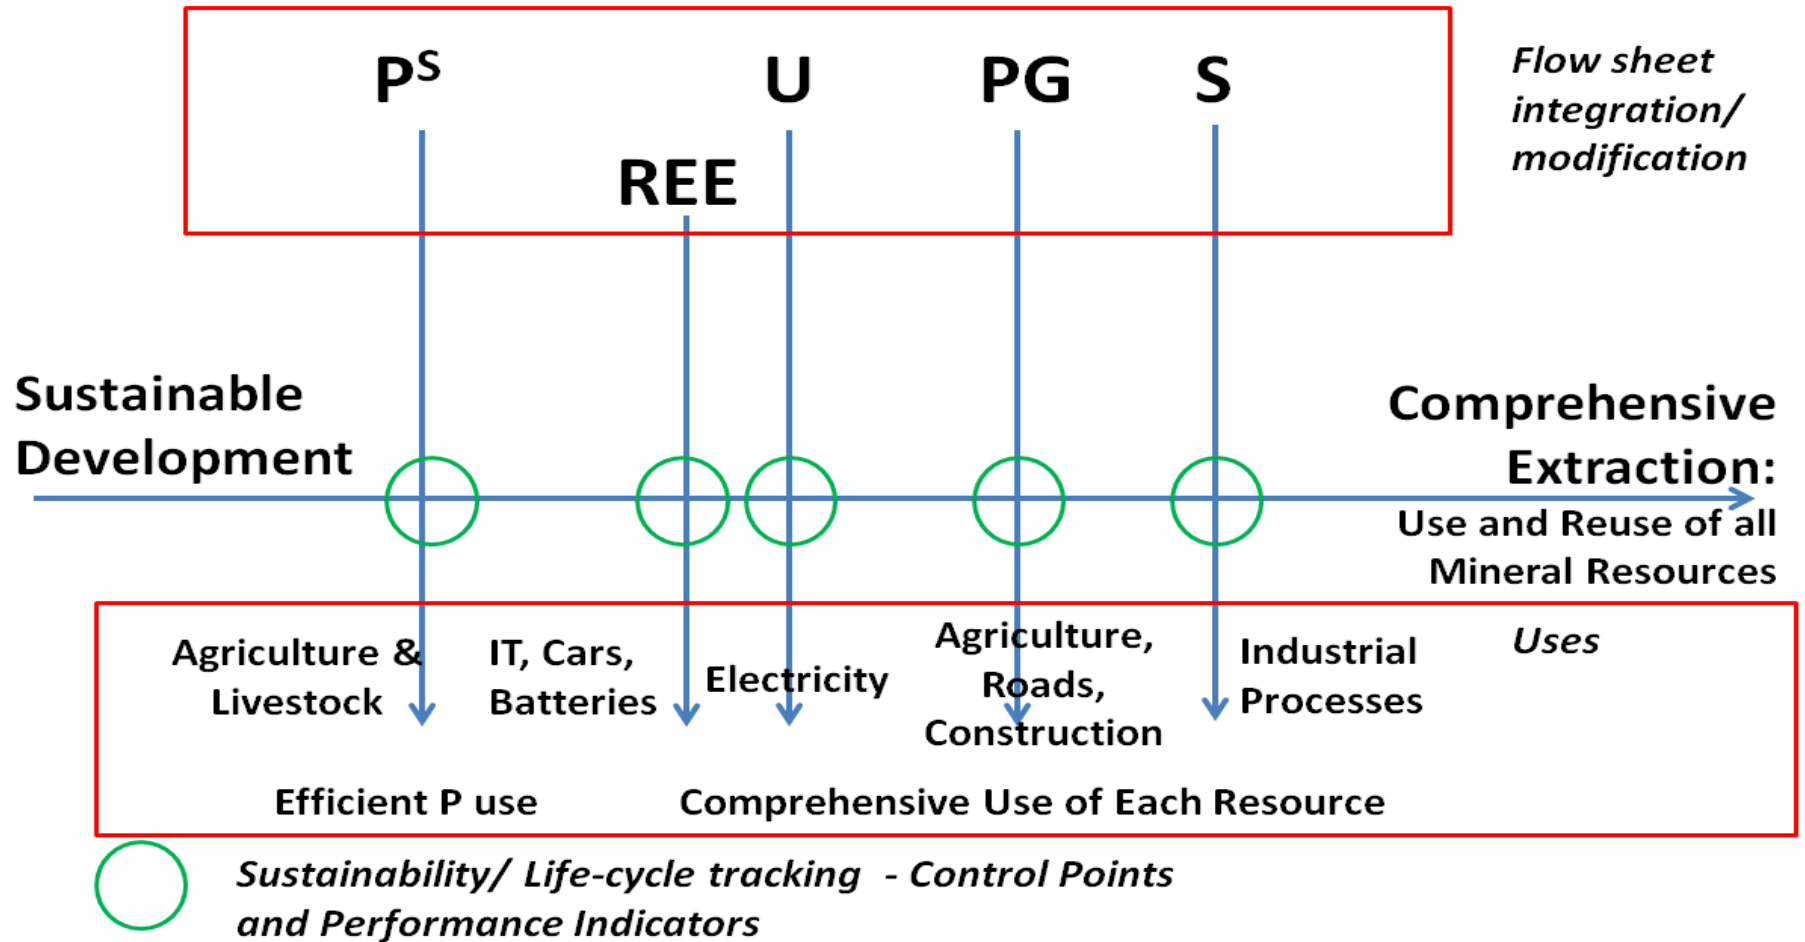 Pˢ
U
PG
S
REE
Flow sheet
integration/
modification
Sustainable
Development
Comprehensive
Extraction:
Use and Reuse of all
Mineral Resources
Agriculture &
Livestock
IT, Cars,
Batteries
Electricity
Agriculture,
Roads,
Construction
Industrial
Processes
Uses
Efficient P use
Comprehensive Use of Each Resource
Sustainability/ Life-cycle tracking - Control Points
and Performance Indicators